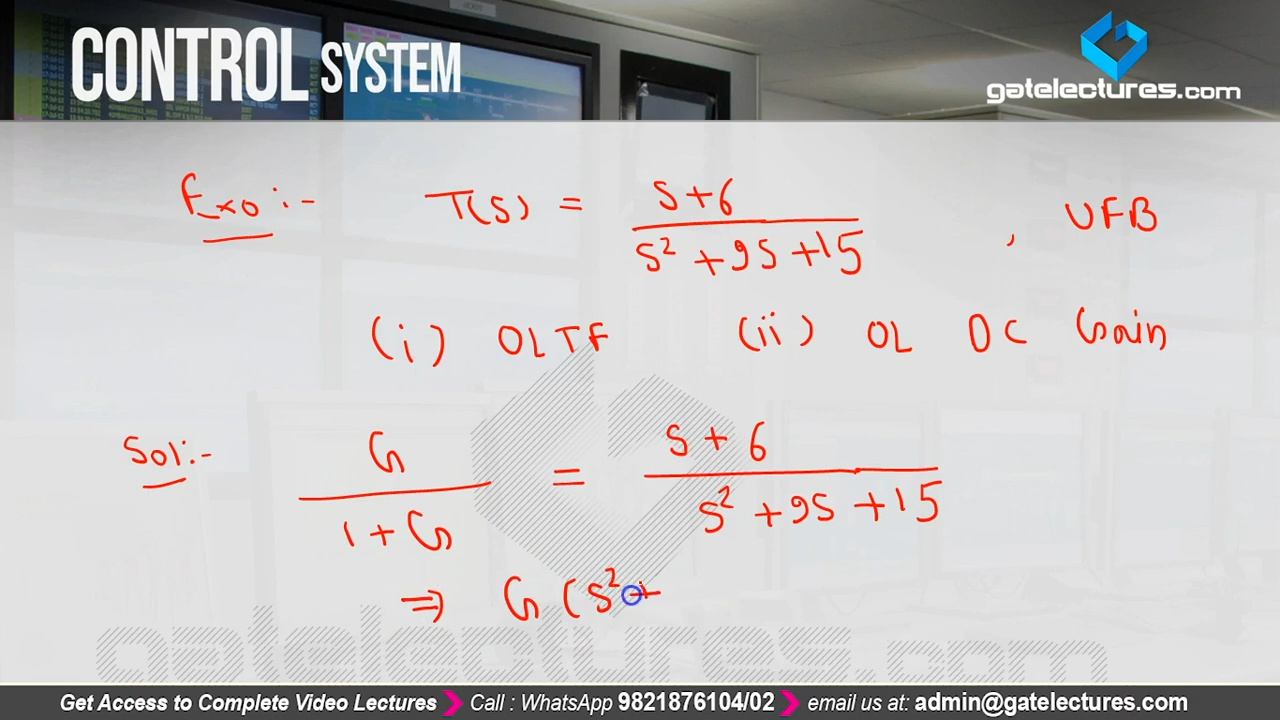 CONTROL SYSTEM
gatelectures.com
Exo:- T(s) = s+6 / s²+9s+15 , UFB
(i) OLTF (ii) OL DC Gain
Sol:- G / 1+G = s+6 / s²+9s+15
⇒ G (s²+
gatelectures.com
Get Access to Complete Video Lectures Call : WhatsApp 9821876104/02 email us at: admin@gatelectures.com